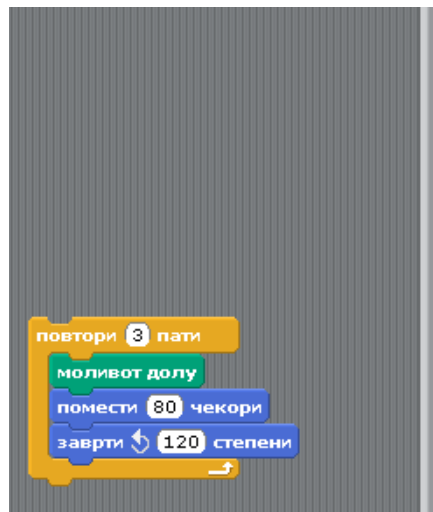 повтори 3 пати
моливот долу
помести 80 чекори
заврти 120 степени